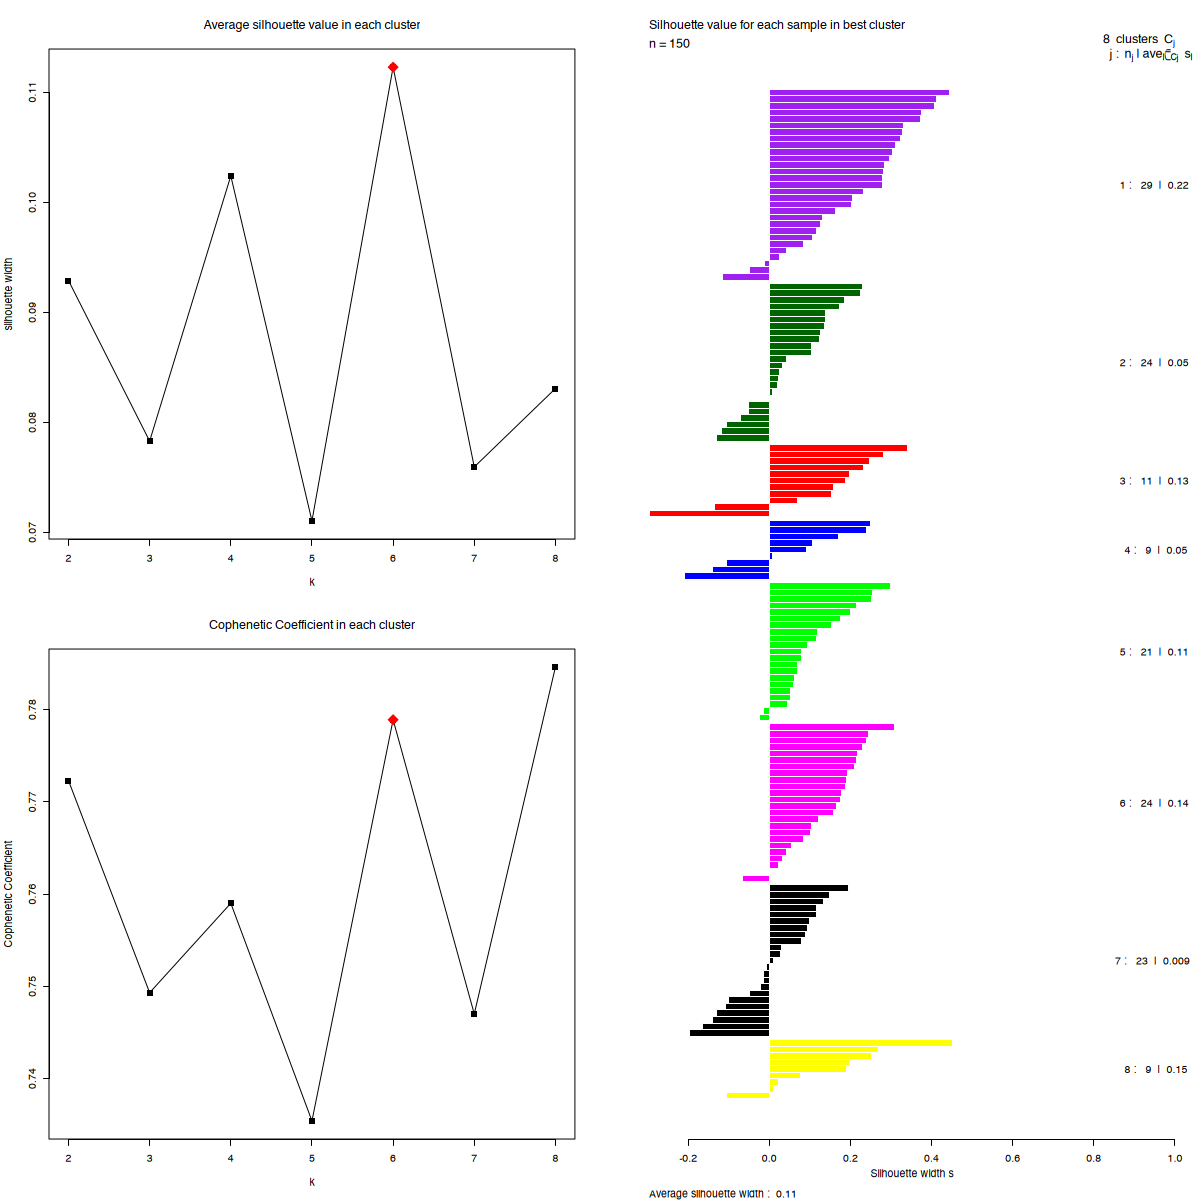 Average silhouette value in each cluster
silhouette width
0.07 0.08 0.09 0.10 0.11
2 3 4 5 6 7 8
k
Cophenetic Coefficient in each cluster
Cophenetic Coefficient
0.74 0.75 0.76 0.77 0.78
2 3 4 5 6 7 8
k
Silhouette value for each sample in best cluster
n = 150
8 clusters Cj
j : nj | ave
1 : 29 | 0.22
2 : 24 | 0.05
3 : 11 | 0.13
4 : 9 | 0.05
5 : 21 | 0.11
6 : 24 | 0.14
7 : 23 | 0.009
8 : 9 | 0.15
-0.2 0.0 0.2 0.4 0.6 0.8 1.0
Silhouette width s
Average silhouette width : 0.11